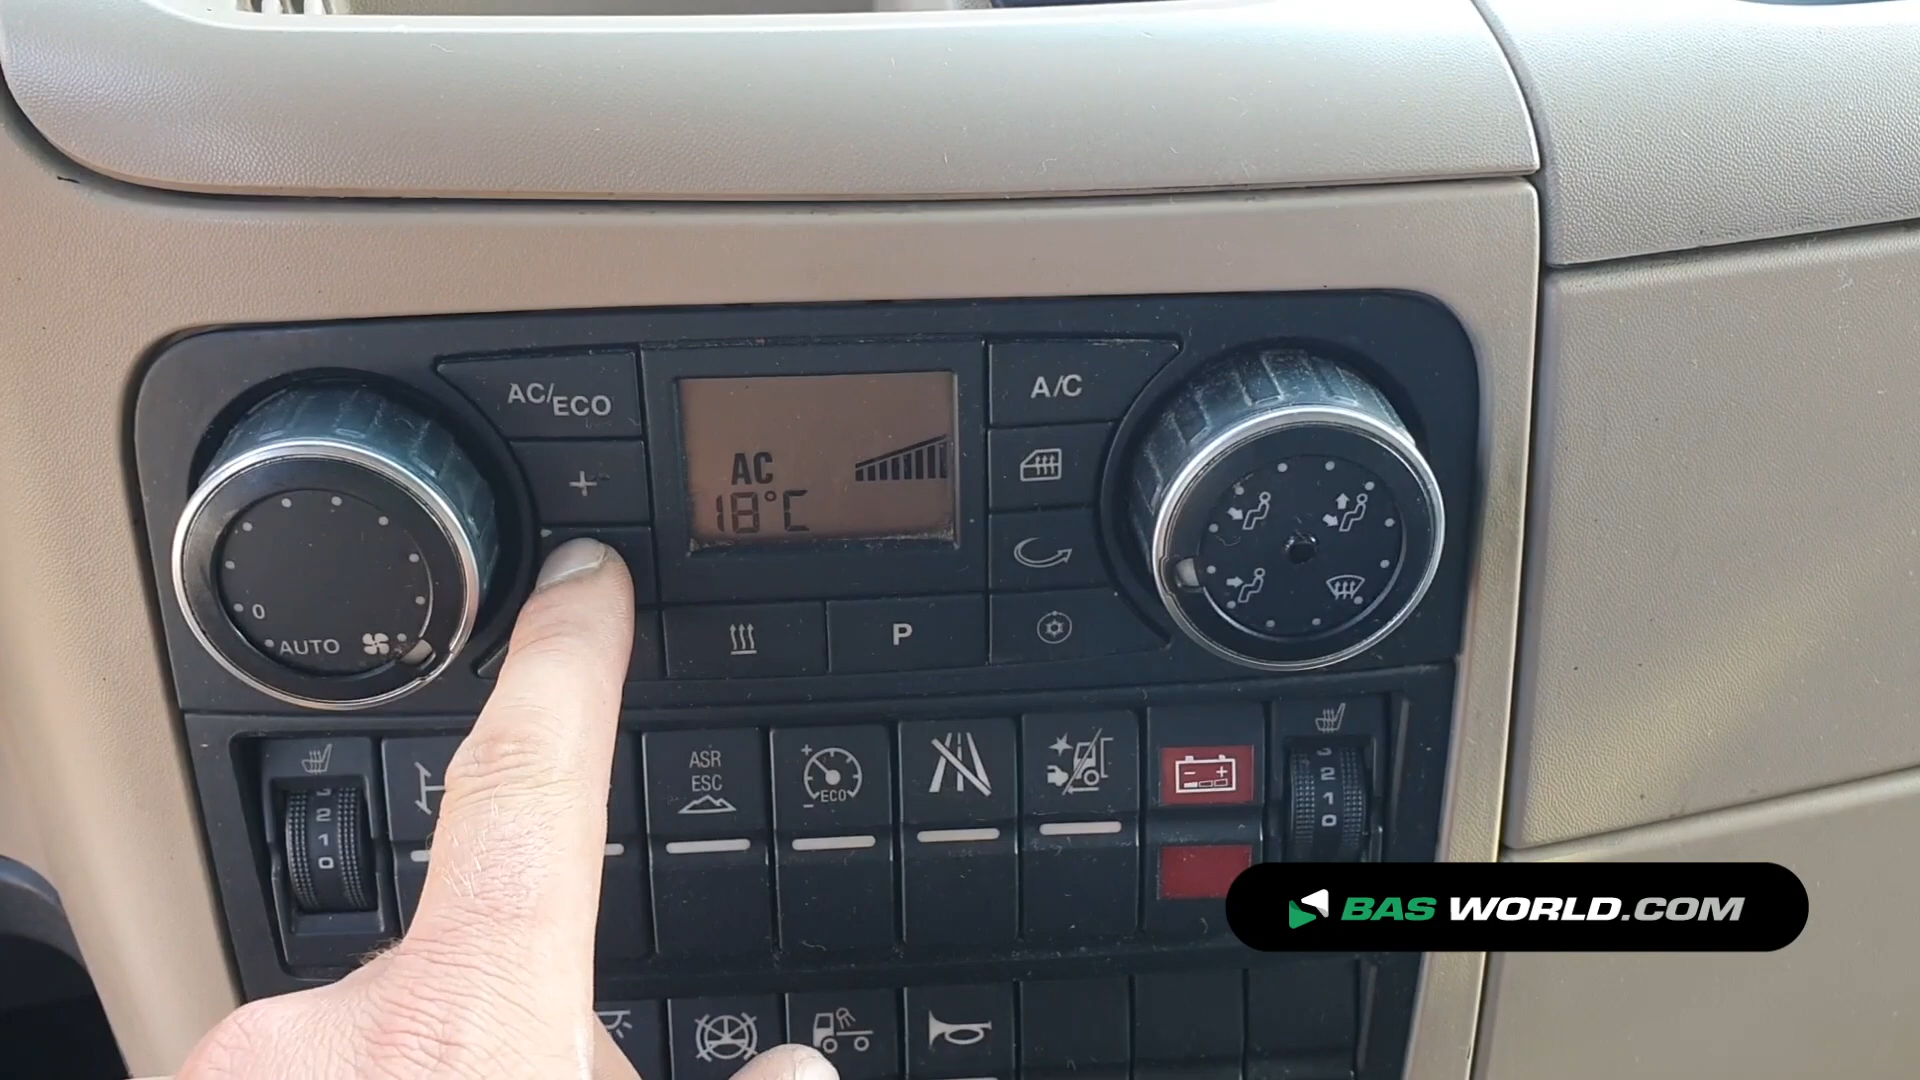 AC/ECO
A/C
+
AC
18°C
0
AUTO
P
2
1
0
ASR
ESC
+
-
ECO
- +
2
1
0
BAS WORLD.COM